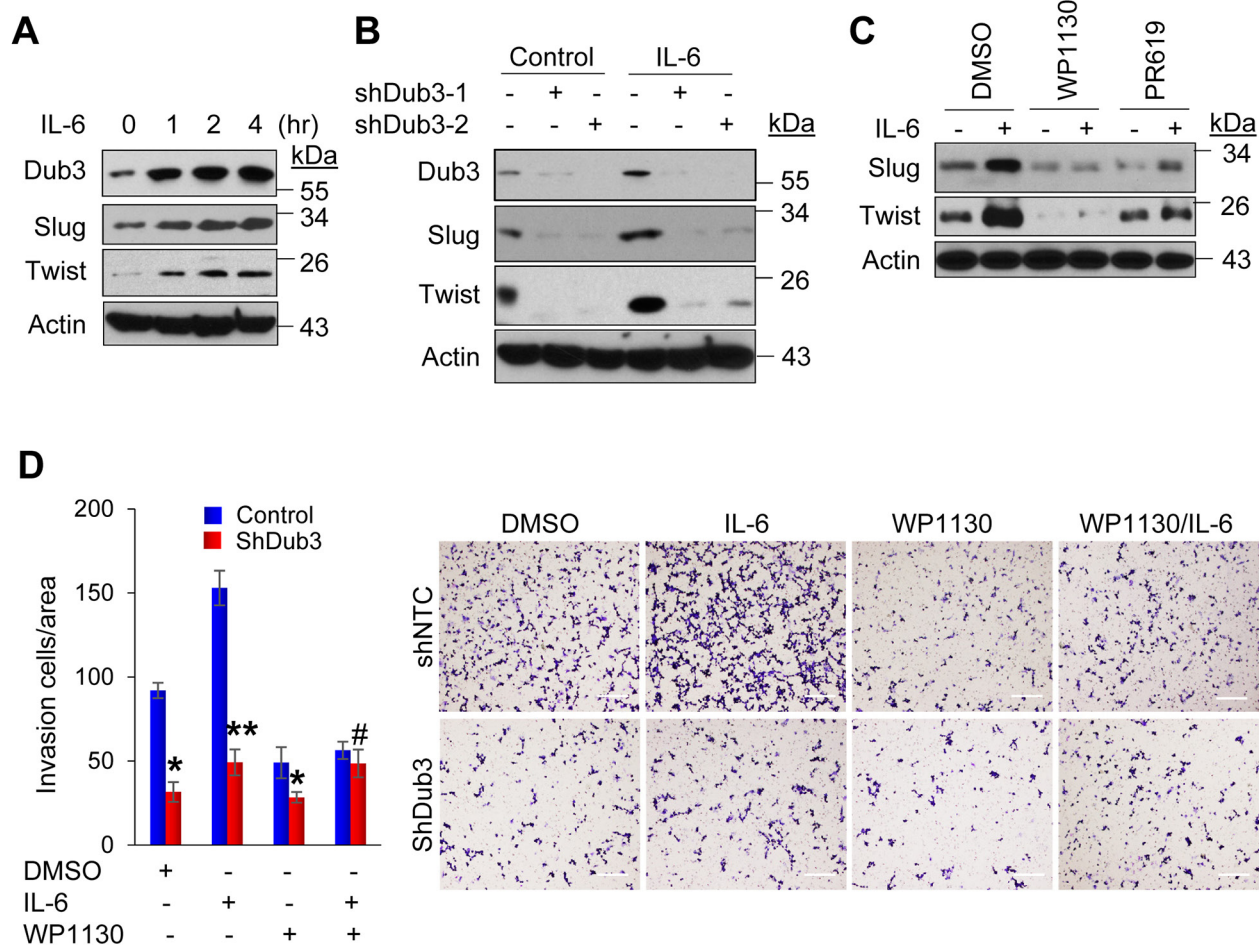 A
IL-6 0 1 2 4 (hr)
kDa
Dub3
55
Slug
34
Twist
26
Actin
43
B
Control IL-6
shDub3-1 - + - - + -
shDub3-2 - - + - - +
kDa
Dub3
55
Slug
34
Twist
26
Actin
43
C
DMSO WP1130 PR619
IL-6 - + - + - +
kDa
Slug
34
Twist
26
Actin
43
D
Invasion cells/area
200
150
100
50
0
Control
ShDub3
*
**
*
#
DMSO + - - -
IL-6 - + - +
WP1130 - - + +
DMSO IL-6 WP1130 WP1130/IL-6
shNTC
ShDub3